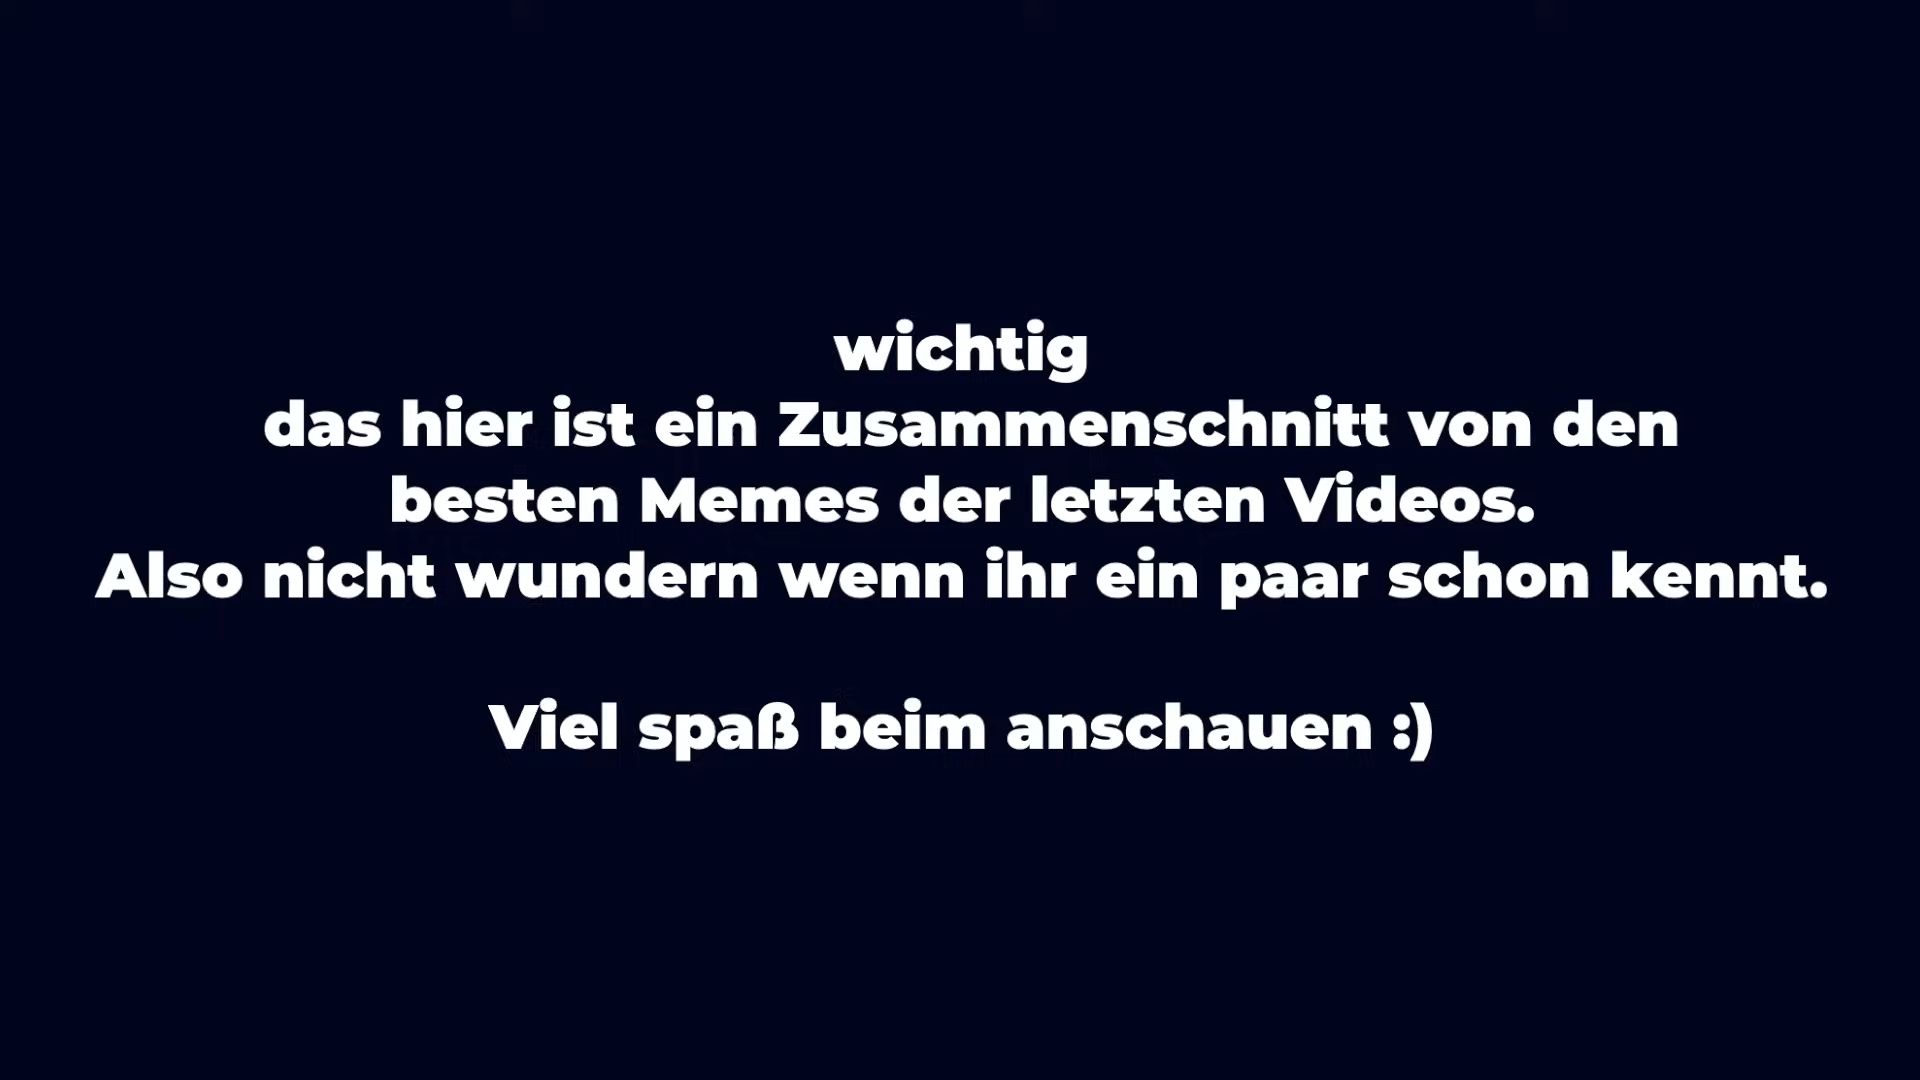 wichtig
das hier ist ein Zusammenschnitt von den
besten Memes der letzten Videos.
Also nicht wundern wenn ihr ein paar schon kennt.
Viel spaß beim anschauen :)